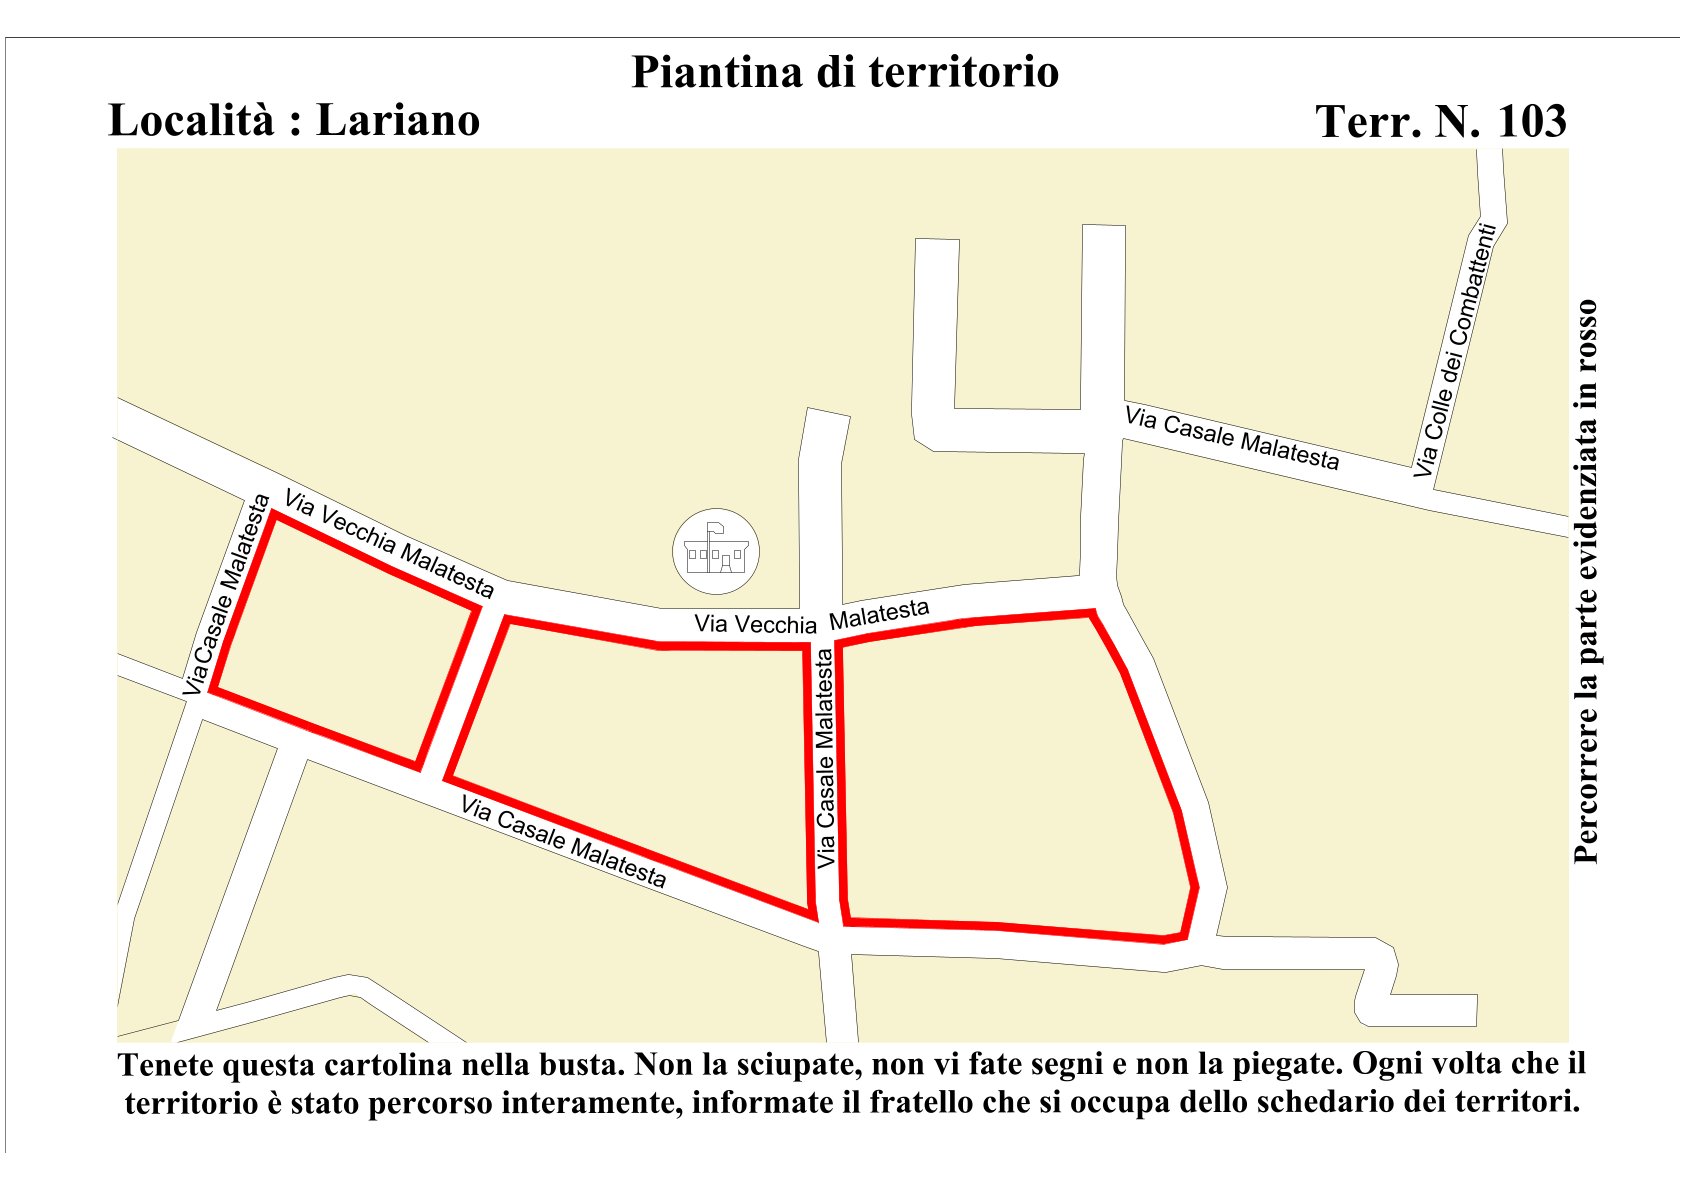 Piantina di territorio
Località : Lariano
Terr. N. 103
Via Colle dei Combattenti
Via Casale Malatesta
Via Vecchia Malatesta
ViaCasale Malatesta
Via Vecchia Malatesta
Via Casale Malatesta
Via Casale Malatesta
Percorrere la parte evidenziata in rosso
Tenete questa cartolina nella busta. Non la sciupate, non vi fate segni e non la piegate. Ogni volta che il
territorio è stato percorso interamente, informate il fratello che si occupa dello schedario dei territori.